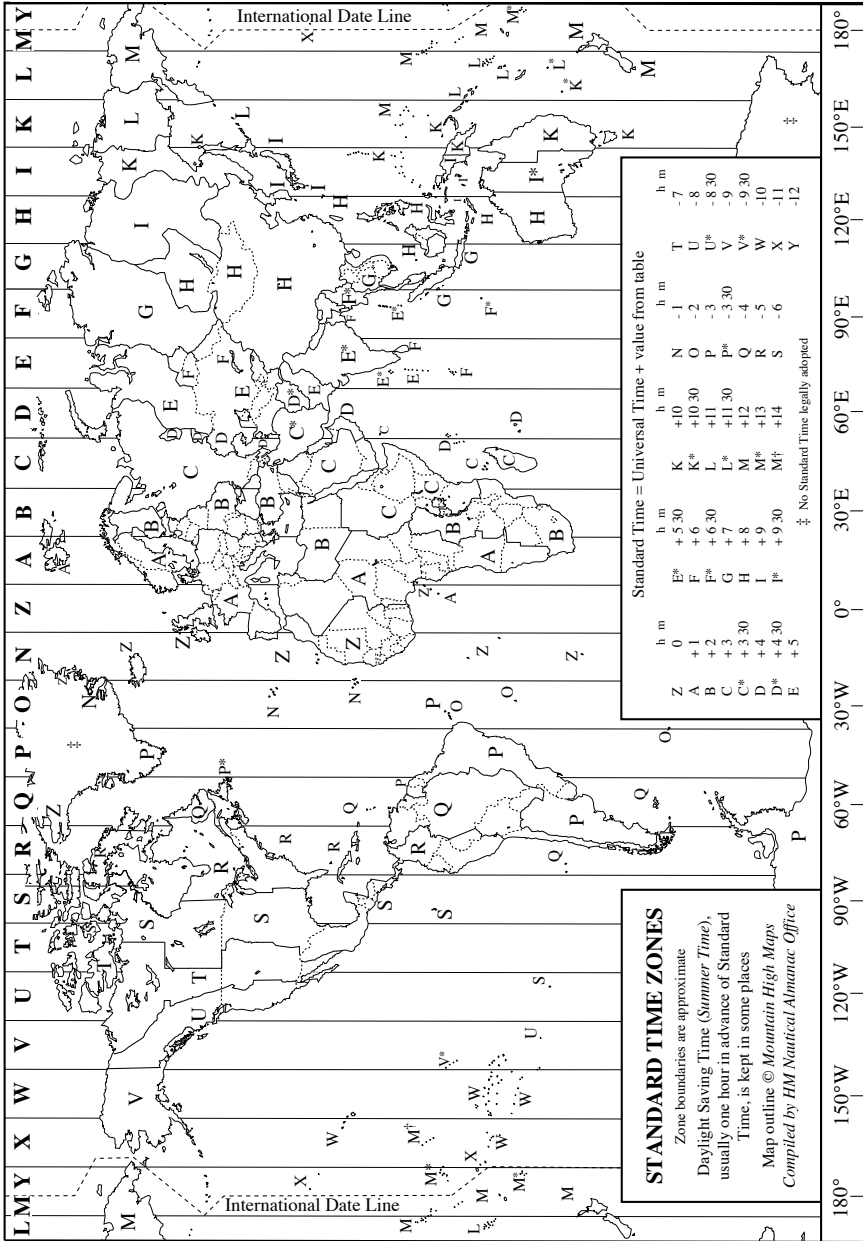 L M Y X W V U T S R Q P O N Z A B C D E F G H I K L M Y
International Date Line
International Date Line
M V T S Z ‡ N Z A A B C E G I K L M
U T S R Q P* P Z A B C D E F H H K L I
X W S R R Q N Z B B C C* D* E E* F* G H I K M X
M* M† V* S R Q P P O Z A C D E F G H K L M
M W W U S Q P O Z A B C D F H I* K L* M
Q P O ‡
P
STANDARD TIME ZONES
Zone boundaries are approximate
Daylight Saving Time (Summer Time),
usually one hour in advance of Standard
Time, is kept in some places
Map outline © Mountain High Maps
Compiled by HM Nautical Almanac Office
Standard Time = Universal Time + value from table
h m h m h m h m h m
Z 0 E* + 5 30 K +10 N - 1 T - 7
A + 1 F + 6 K* +10 30 O - 2 U - 8
B + 2 F* + 6 30 L +11 P - 3 U* - 8 30
C + 3 G + 7 L* +11 30 P* - 3 30 V - 9
C* + 3 30 H + 8 M +12 Q - 4 V* - 9 30
D + 4 I + 9 M* +13 R - 5 W -10
D* + 4 30 I* + 9 30 M† +14 S - 6 X -11
E + 5 Y -12
‡ No Standard Time legally adopted
180° 150°W 120°W 90°W 60°W 30°W 0° 30°E 60°E 90°E 120°E 150°E 180°